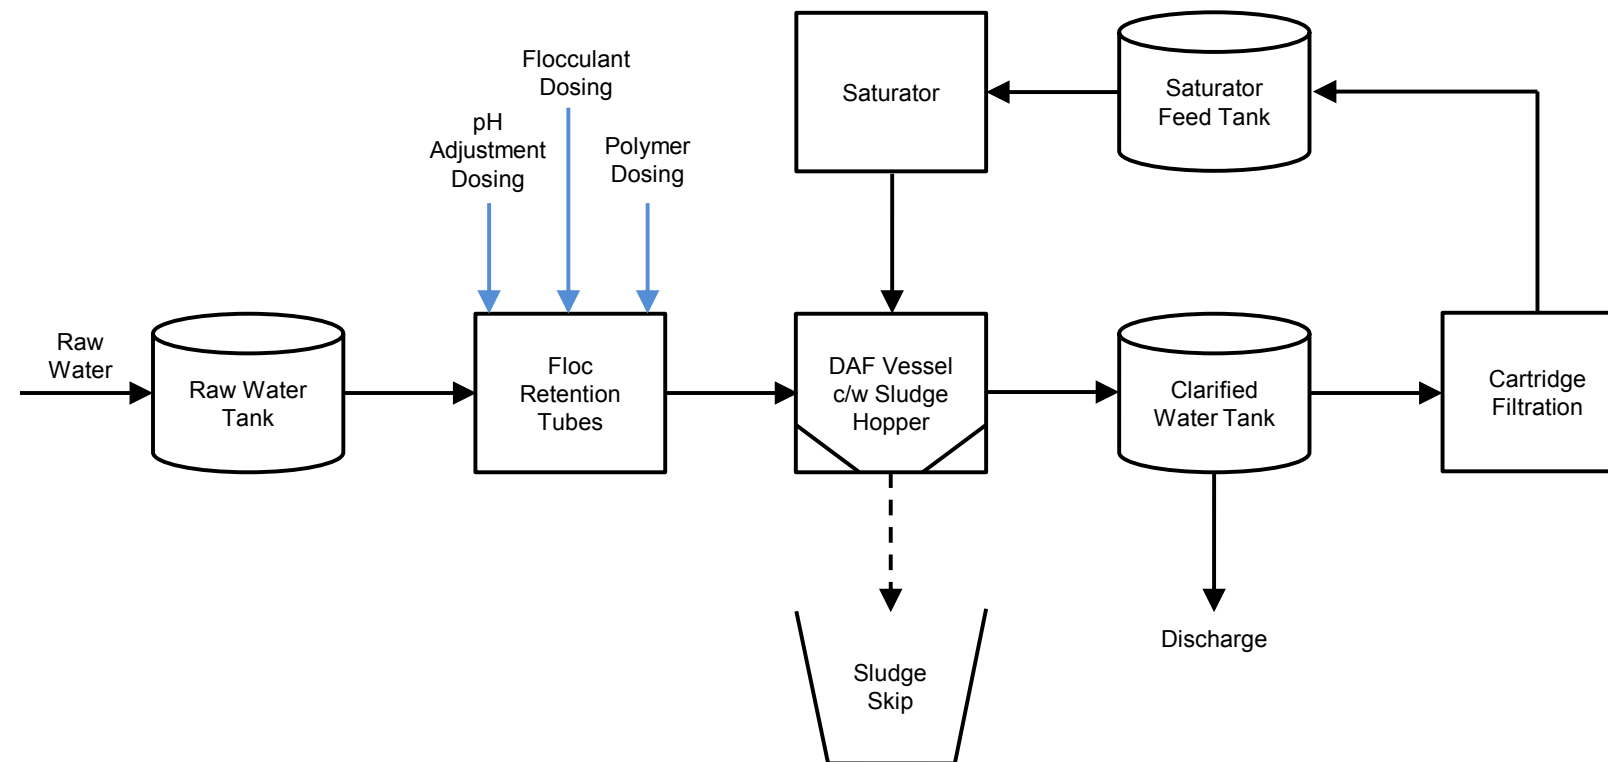 Flocculant
Dosing
pH
Adjustment
Dosing
Polymer
Dosing
Saturator
Saturator
Feed Tank
Raw
Water
Raw Water
Tank
Floc
Retention
Tubes
DAF Vessel
c/w Sludge
Hopper
Clarified
Water Tank
Cartridge
Filtration
Sludge
Skip
Discharge